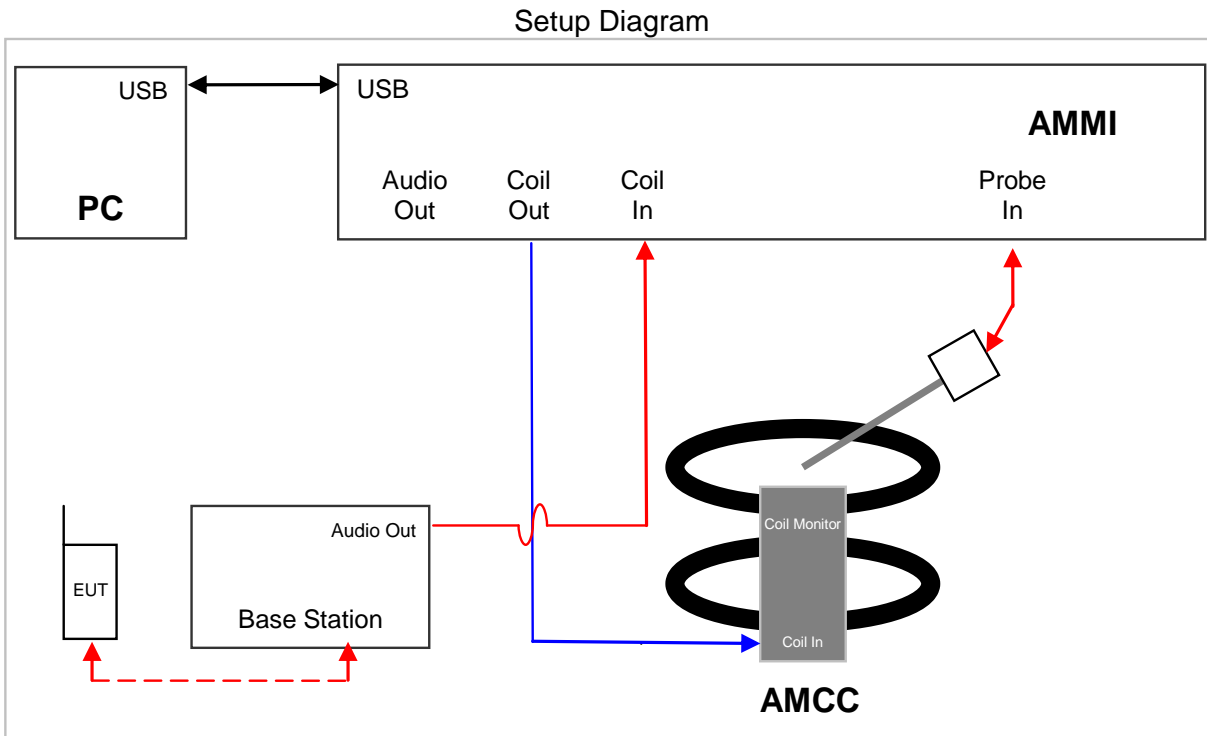 Setup Diagram
USB
USB
AMMI
PC
Audio
Out
Coil
Out
Coil
In
Probe
In
Coil Monitor
Audio Out
EUT
Base Station
Coil In
AMCC